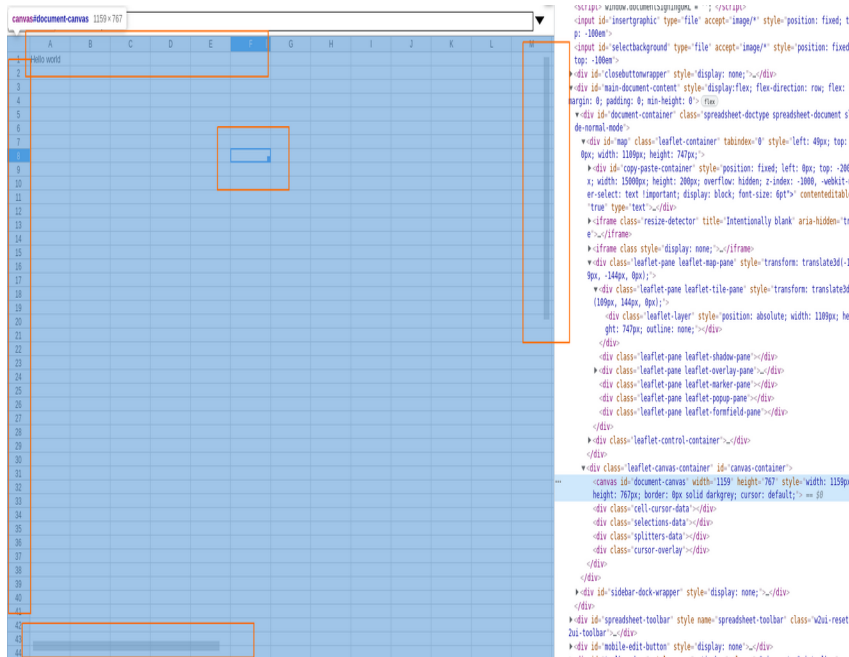 canvas#document-canvas 1159×767
A B C D E F G H I J K L M
1 Hello world
2
3
4
5
6
7
8
9
10
11
12
13
14
15
16
17
18
19
20
21
22
23
24
25
26
27
28
29
30
31
32
33
34
35
36
37
38
39
40
41
42
43
44
<input id="insertgraphic" type="file" accept="image/*" style="position: fixed; t
p: -100em">
<input id="selectbackground" type="file" accept="image/*" style="position: fixed
top: -100em">
▶<div id="closebuttonwrapper" style="display: none;">…</div>
▼<div id="main-document-content" style="display:flex; flex-direction: row; flex:
margin: 0; padding: 0; min-height: 0"> flex
▼<div id="document-container" class="spreadsheet-doctype spreadsheet-document s
de-normal-mode">
▼<div id="map" class="leaflet-container" tabindex="0" style="left: 49px; top:
0px; width: 1109px; height: 747px;">
▶<div id="copy-paste-container" style="position: fixed; left: 0px; top: -200
x; width: 15000px; height: 200px; overflow: hidden; z-index: -1000, -webkit-u
er-select: text !important; display: block; font-size: 6pt">" contenteditable
"true" type="text">…</div>
▶<iframe class="resize-detector" title="Intentionally blank" aria-hidden="tr
e">…</iframe>
▶<iframe class style="display: none;">…</iframe>
▼<div class="leaflet-pane leaflet-map-pane" style="transform: translate3d(-1
9px, -144px, 0px);">
▼<div class="leaflet-pane leaflet-tile-pane" style="transform: translate3d
(109px, 144px, 0px);">
<div class="leaflet-layer" style="position: absolute; width: 1109px; he
ght: 747px; outline: none;"></div>
</div>
<div class="leaflet-pane leaflet-shadow-pane"></div>
▶<div class="leaflet-pane leaflet-overlay-pane">…</div>
<div class="leaflet-pane leaflet-marker-pane"></div>
<div class="leaflet-pane leaflet-popup-pane"></div>
<div class="leaflet-pane leaflet-formfield-pane"></div>
</div>
▶<div class="leaflet-control-container">…</div>
</div>
▼<div class="leaflet-canvas-container" id="canvas-container">
… <canvas id="document-canvas" width="1159" height="767" style="width: 1159px
height: 767px; border: 0px solid darkgrey; cursor: default;"> == $0
<div class="cell-cursor-data"></div>
<div class="selections-data"></div>
<div class="splitters-data"></div>
<div class="cursor-overlay"></div>
</div>
</div>
▶<div id="sidebar-dock-wrapper" style="display: none;">…</div>
</div>
▶<div id="spreadsheet-toolbar" style name="spreadsheet-toolbar" class="w2ui-reset
2ui-toolbar">…</div>
▶<div id="mobile-edit-button" style="display: none">…</div>